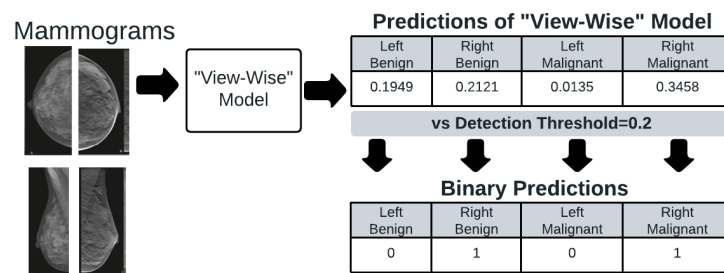 Mammograms
"View-Wise"
Model
Predictions of "View-Wise" Model
Left Benign Right Benign Left Malignant Right Malignant
0.1949 0.2121 0.0135 0.3458
vs Detection Threshold=0.2
Binary Predictions
Left Benign Right Benign Left Malignant Right Malignant
0 1 0 1